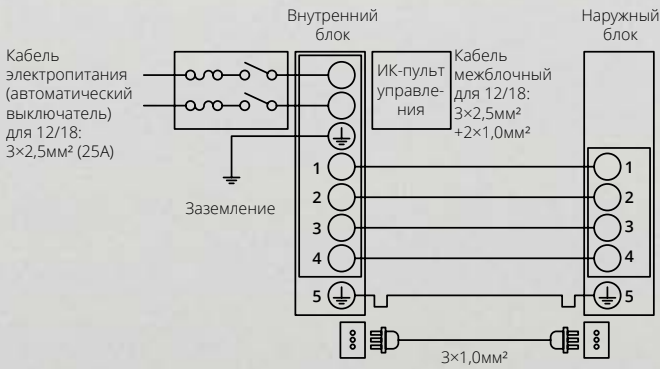 Внутренний
блок
Наружный
блок
Кабель
электропитания
(автоматический
выключатель)
для 12/18:
3×2,5мм² (25А)
ИК-пульт
управле-
ния
Кабель
межблочный
для 12/18:
3×2,5мм²
+2×1,0мм²
Заземление
1
2
3
4
5
1
2
3
4
5
3×1,0мм²